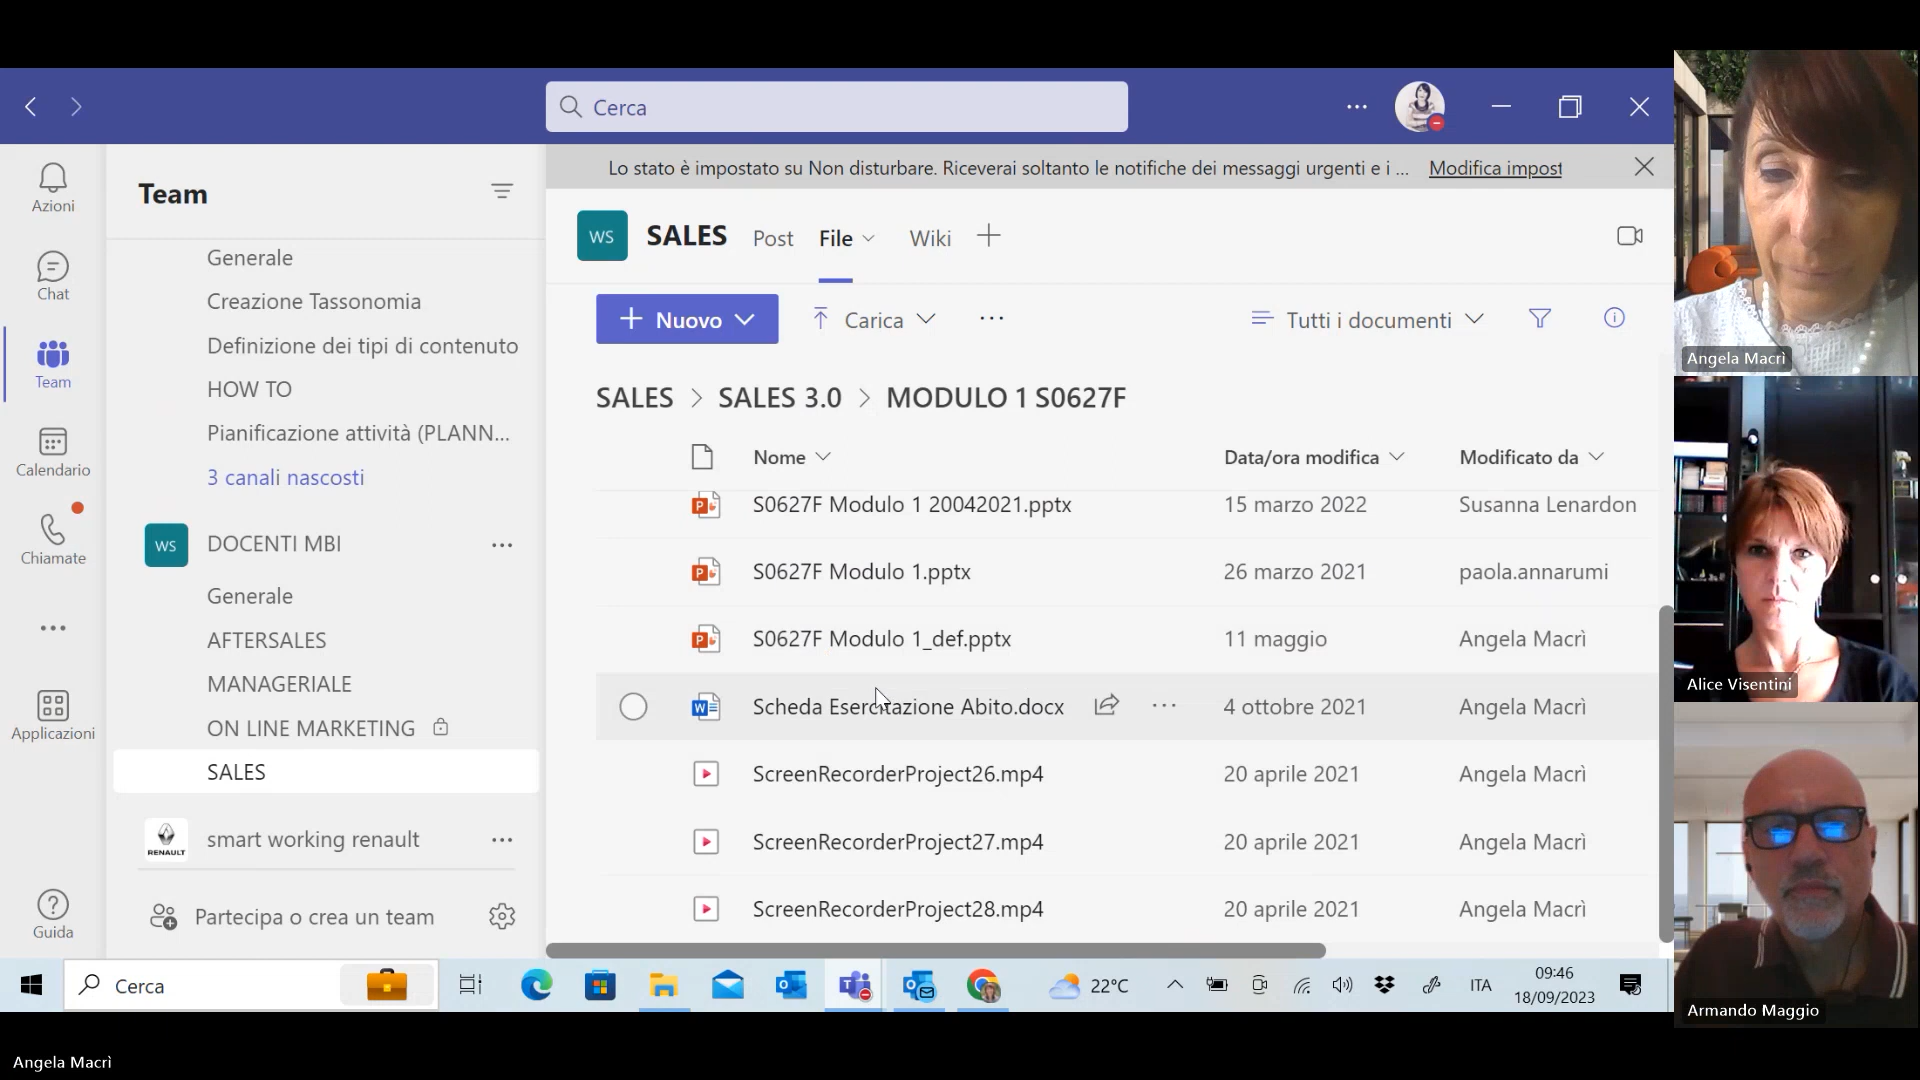 Cerca
Lo stato è impostato su Non disturbare. Riceverai soltanto le notifiche dei messaggi urgenti e i ... Modifica impost
Azioni
Chat
Team
Calendario
Chiamate
Applicazioni
Guida
Team
Generale
Creazione Tassonomia
Definizione dei tipi di contenuto
HOW TO
Pianificazione attività (PLANN...
3 canali nascosti
WS DOCENTI MBI
Generale
AFTERSALES
MANAGERIALE
ON LINE MARKETING
SALES
RENAULT smart working renault
Partecipa o crea un team
WS SALES Post File Wiki
Nuovo Carica Tutti i documenti
SALES > SALES 3.0 > MODULO 1 S0627F
Nome Data/ora modifica Modificato da
S0627F Modulo 1 20042021.pptx 15 marzo 2022 Susanna Lenardon
S0627F Modulo 1.pptx 26 marzo 2021 paola.annarumi
S0627F Modulo 1_def.pptx 11 maggio Angela Macrì
Scheda Esercitazione Abito.docx 4 ottobre 2021 Angela Macrì
ScreenRecorderProject26.mp4 20 aprile 2021 Angela Macrì
ScreenRecorderProject27.mp4 20 aprile 2021 Angela Macrì
ScreenRecorderProject28.mp4 20 aprile 2021 Angela Macrì
Angela Macrì
Alice Visentini
Armando Maggio
Cerca 22°C ITA 09:46
18/09/2023
Angela Macrì